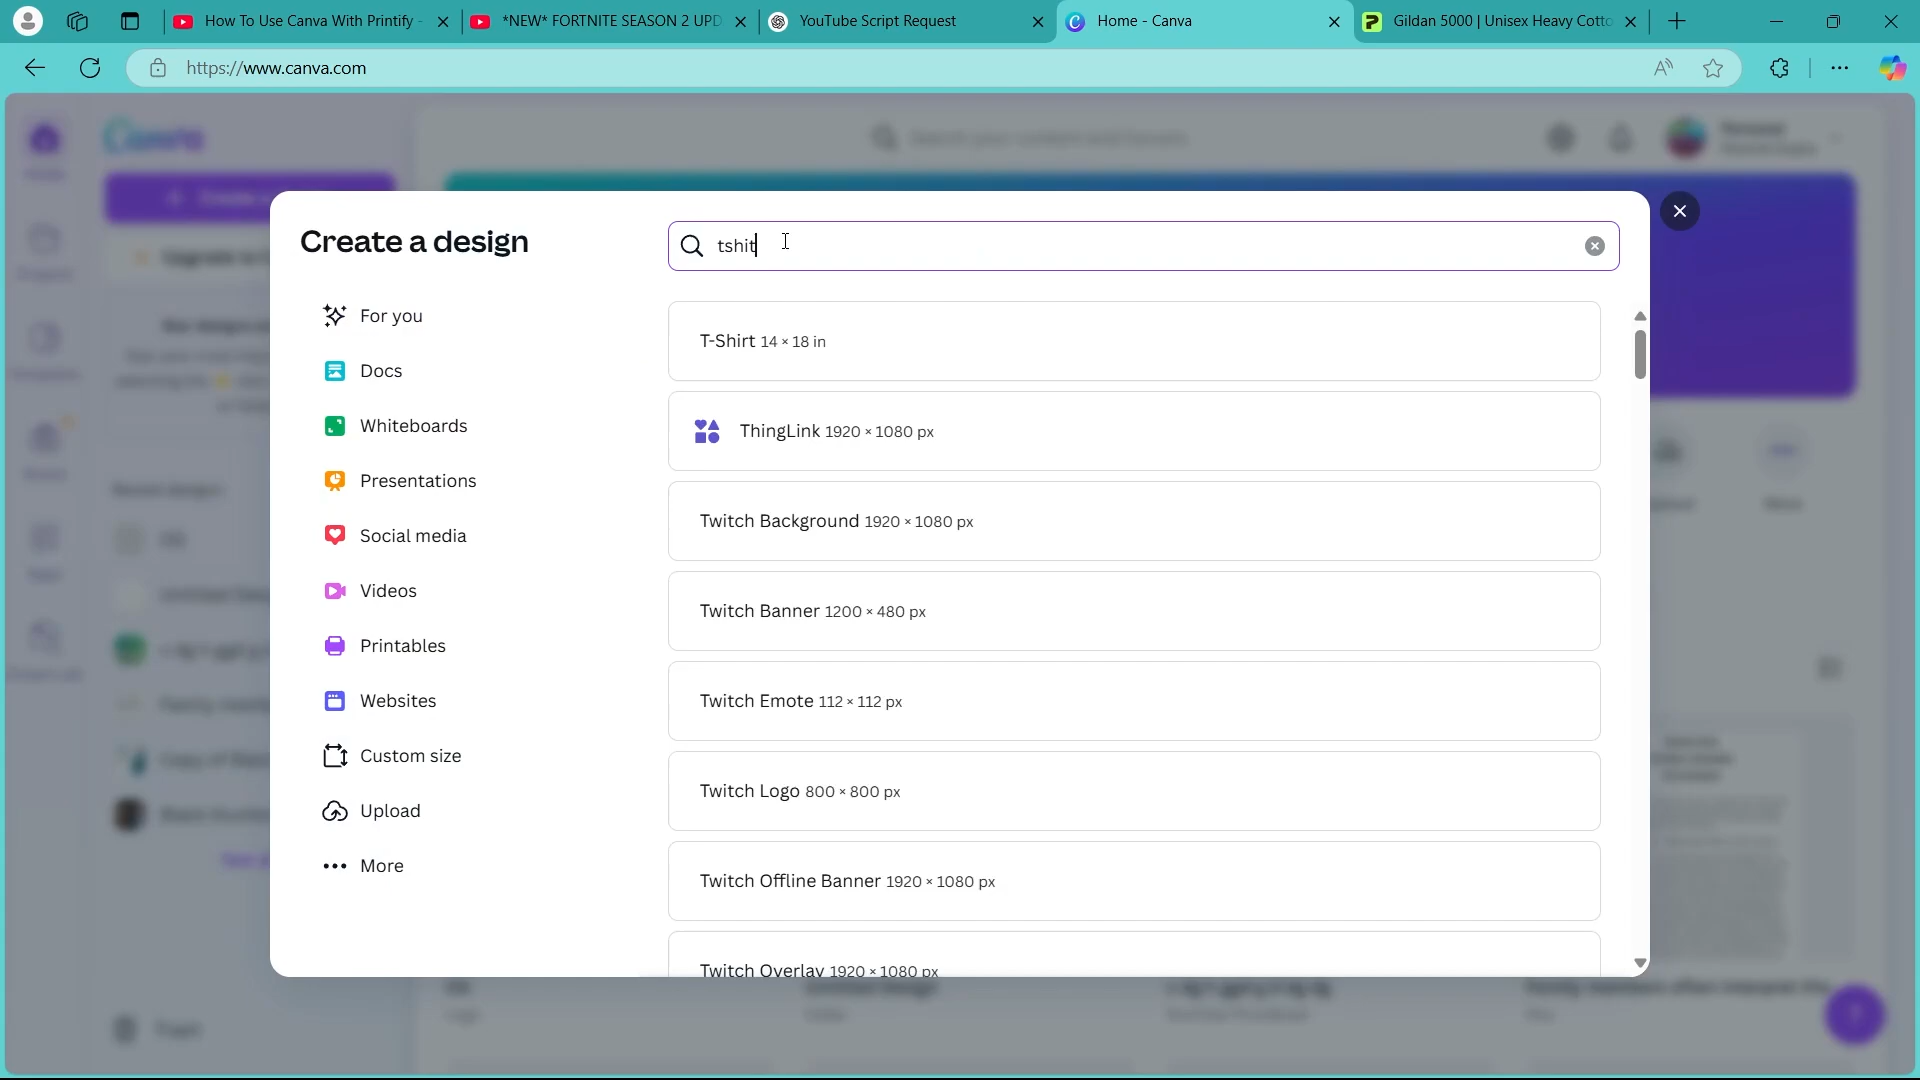 How To Use Canva With Printify -
*NEW* FORTNITE SEASON 2 UPD
YouTube Script Request
Home - Canva
Gildan 5000 | Unisex Heavy Cotto
https://www.canva.com
Canva
Create a design
tshit
For you
Docs
Whiteboards
Presentations
Social media
Videos
Printables
Websites
Custom size
Upload
More
T-Shirt 14 × 18 in
ThingLink 1920 × 1080 px
Twitch Background 1920 × 1080 px
Twitch Banner 1200 × 480 px
Twitch Emote 112 × 112 px
Twitch Logo 800 × 800 px
Twitch Offline Banner 1920 × 1080 px
Twitch Overlay 1920 × 1080 px